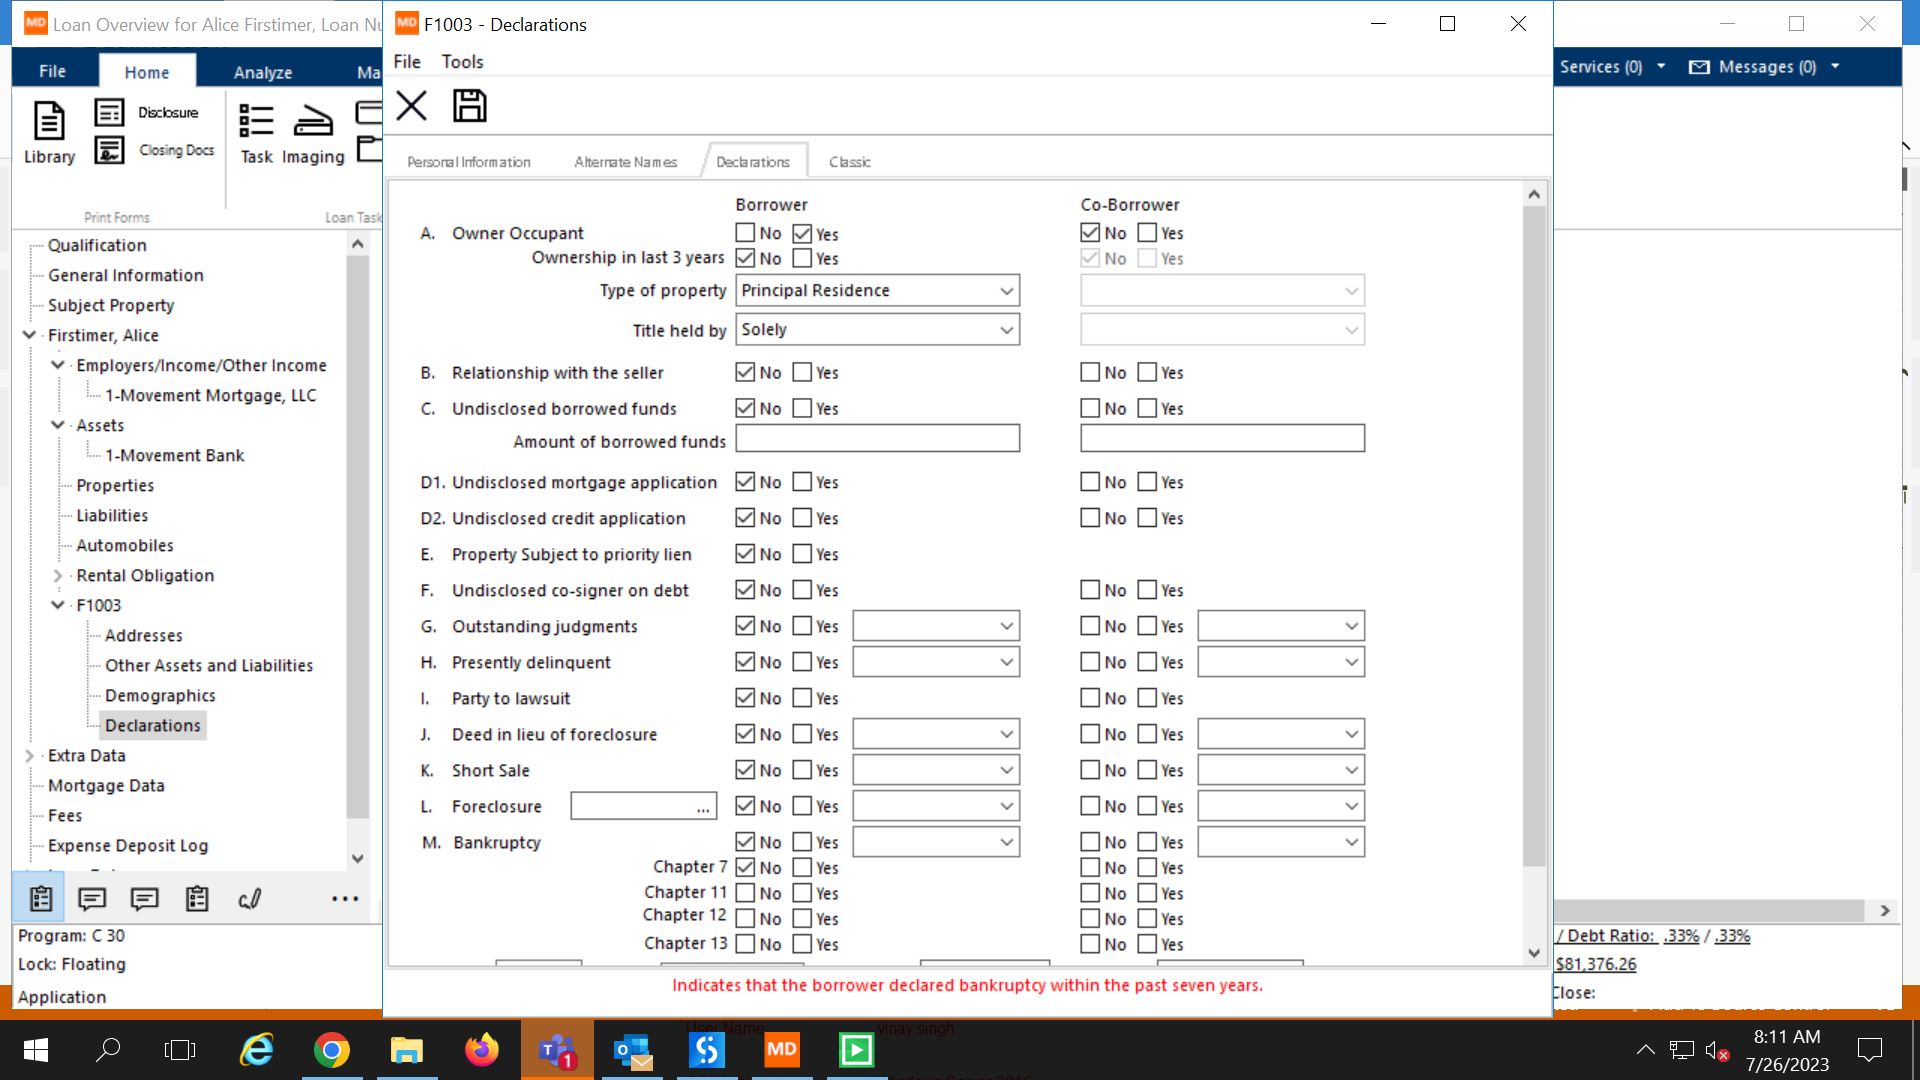 MD Loan Overview for Alice Firstimer, Loan Nu
MD F1003 - Declarations
File Home Analyze Ma
File Tools
Services (0) Messages (0)
Library
Disclosure
Closing Docs
Task Imaging
Print Forms
Loan Task
Personal Information Alternate Names Declarations Classic
Qualification
General Information
Subject Property
Firstimer, Alice
Employers/Income/Other Income
1-Movement Mortgage, LLC
Assets
1-Movement Bank
Properties
Liabilities
Automobiles
Rental Obligation
F1003
Addresses
Other Assets and Liabilities
Demographics
Declarations
Extra Data
Mortgage Data
Fees
Expense Deposit Log
Borrower Co-Borrower
A. Owner Occupant No Yes No Yes
Ownership in last 3 years No Yes No Yes
Type of property Principal Residence
Title held by Solely
B. Relationship with the seller No Yes No Yes
C. Undisclosed borrowed funds No Yes No Yes
Amount of borrowed funds
D1. Undisclosed mortgage application No Yes No Yes
D2. Undisclosed credit application No Yes No Yes
E. Property Subject to priority lien No Yes
F. Undisclosed co-signer on debt No Yes No Yes
G. Outstanding judgments No Yes No Yes
H. Presently delinquent No Yes No Yes
I. Party to lawsuit No Yes No Yes
J. Deed in lieu of foreclosure No Yes No Yes
K. Short Sale No Yes No Yes
L. Foreclosure ... No Yes No Yes
M. Bankruptcy No Yes No Yes
Chapter 7 No Yes No Yes
Chapter 11 No Yes No Yes
Chapter 12 No Yes No Yes
Chapter 13 No Yes No Yes
Indicates that the borrower declared bankruptcy within the past seven years.
Program: C 30
Lock: Floating
Application
/ Debt Ratio: .33% / .33%
$81,376.26
Close:
User Name: vinay.singh
1
MD
8:11 AM
7/26/2023